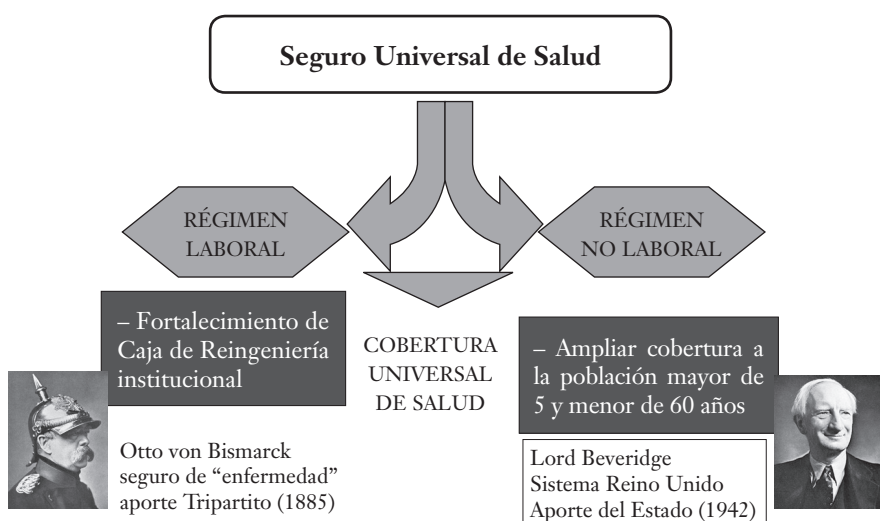 Seguro Universal de Salud
RÉGIMEN
LABORAL
RÉGIMEN
NO LABORAL
– Fortalecimiento de
Caja de Reingeniería
institucional
COBERTURA
UNIVERSAL
DE SALUD
– Ampliar cobertura a
la población mayor de
5 y menor de 60 años
Otto von Bismarck
seguro de “enfermedad”
aporte Tripartito (1885)
Lord Beveridge
Sistema Reino Unido
Aporte del Estado (1942)